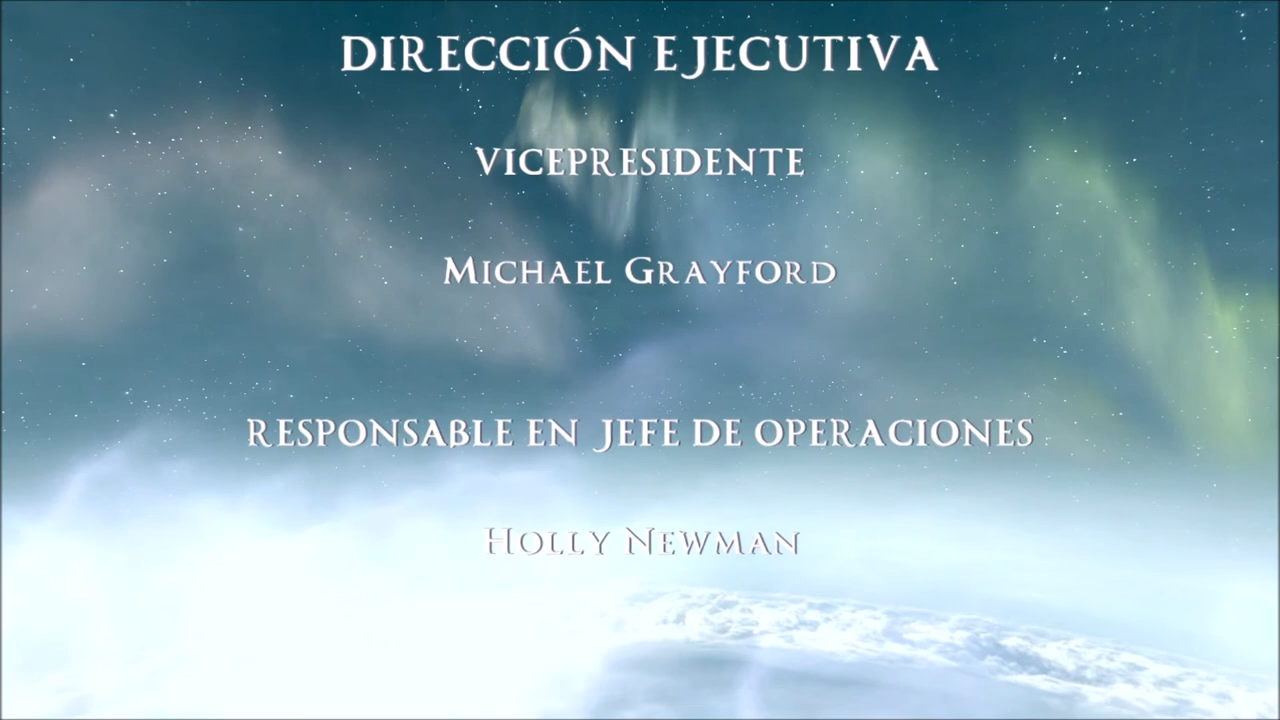 DIRECCIÓN EJECUTIVA
VICEPRESIDENTE
MICHAEL GRAYFORD
RESPONSABLE EN JEFE DE OPERACIONES
HOLLY NEWMAN